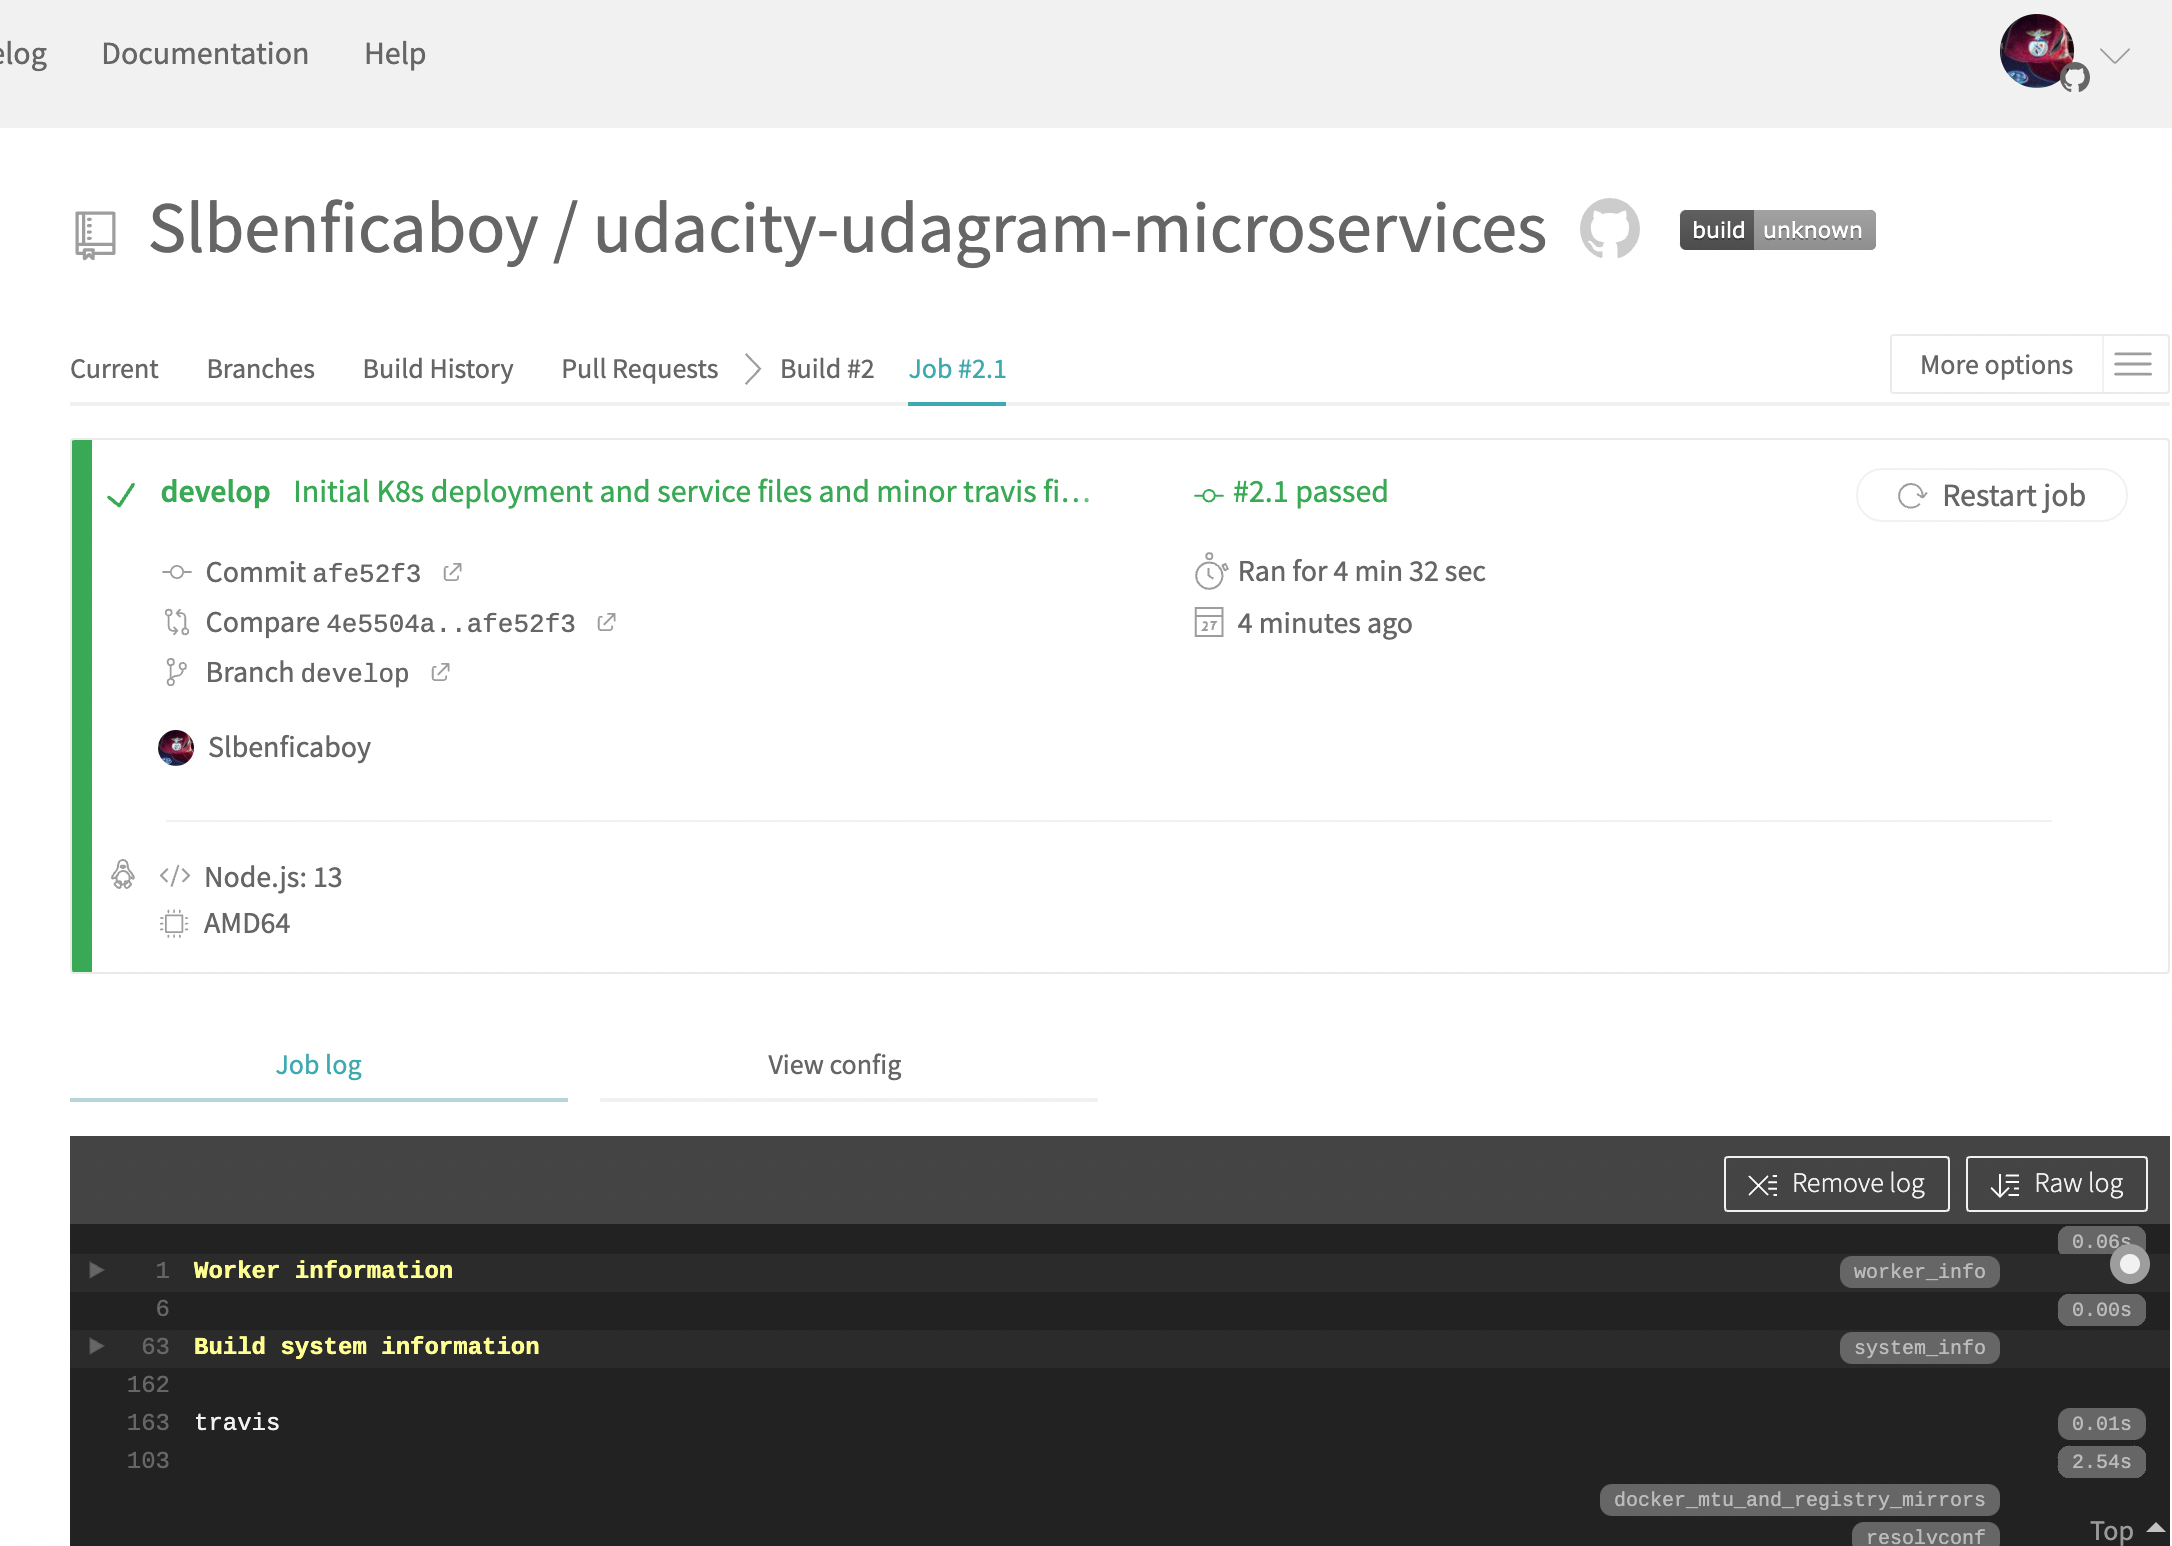 elog Documentation Help
Slbenficaboy / udacity-udagram-microservices build unknown
Current Branches Build History Pull Requests Build #2 Job #2.1 More options
develop Initial K8s deployment and service files and minor travis fi… #2.1 passed Restart job
Commit afe52f3 Ran for 4 min 32 sec
Compare 4e5504a..afe52f3 27 4 minutes ago
Branch develop
Slbenficaboy
</> Node.js: 13
AMD64
Job log View config
Remove log Raw log
0.06s
1 Worker information worker_info
6 0.00s
63 Build system information system_info
162
163 travis 0.01s
103 2.54s
docker_mtu_and_registry_mirrors
resolvconf Top